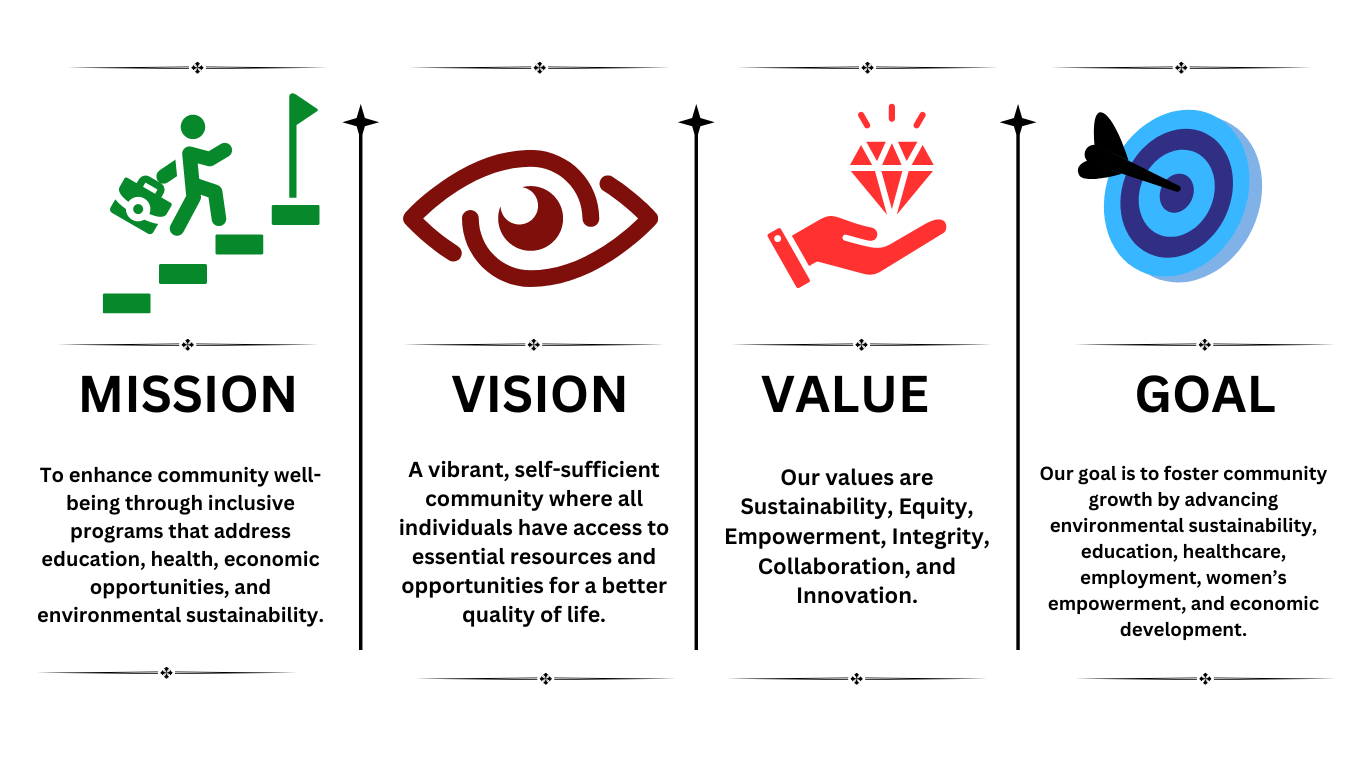 MISSION
To enhance community well-
being through inclusive
programs that address
education, health, economic
opportunities, and
environmental sustainability.
VISION
A vibrant, self-sufficient
community where all
individuals have access to
essential resources and
opportunities for a better
quality of life.
VALUE
Our values are
Sustainability, Equity,
Empowerment, Integrity,
Collaboration, and
Innovation.
GOAL
Our goal is to foster community
growth by advancing
environmental sustainability,
education, healthcare,
employment, women’s
empowerment, and economic
development.